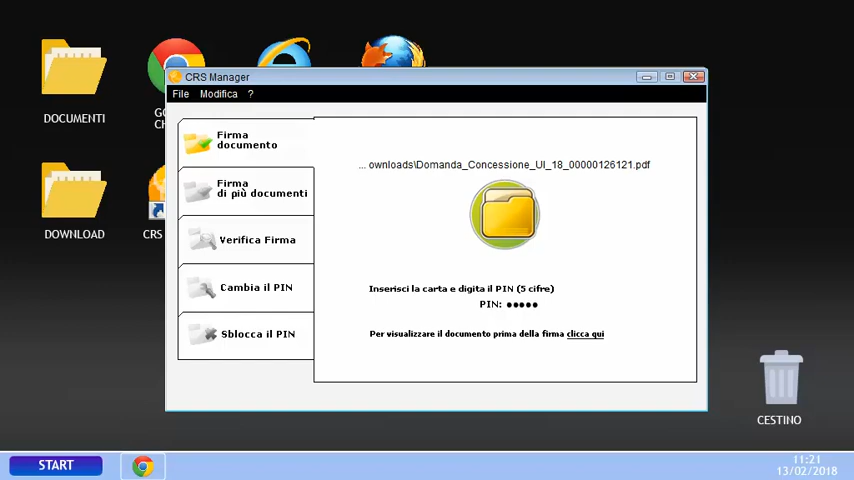 CRS Manager
File Modifica ?
Firma
documento
Firma
di più documenti
Verifica Firma
Cambia il PIN
Sblocca il PIN
... ownloads\Domanda_Concessione_UI_18_00000126121.pdf
Inserisci la carta e digita il PIN (5 cifre)
PIN: •••••
Per visualizzare il documento prima della firma clicca qui
DOCUMENTI
DOWNLOAD
CRS
CESTINO
START
11:21
13/02/2018